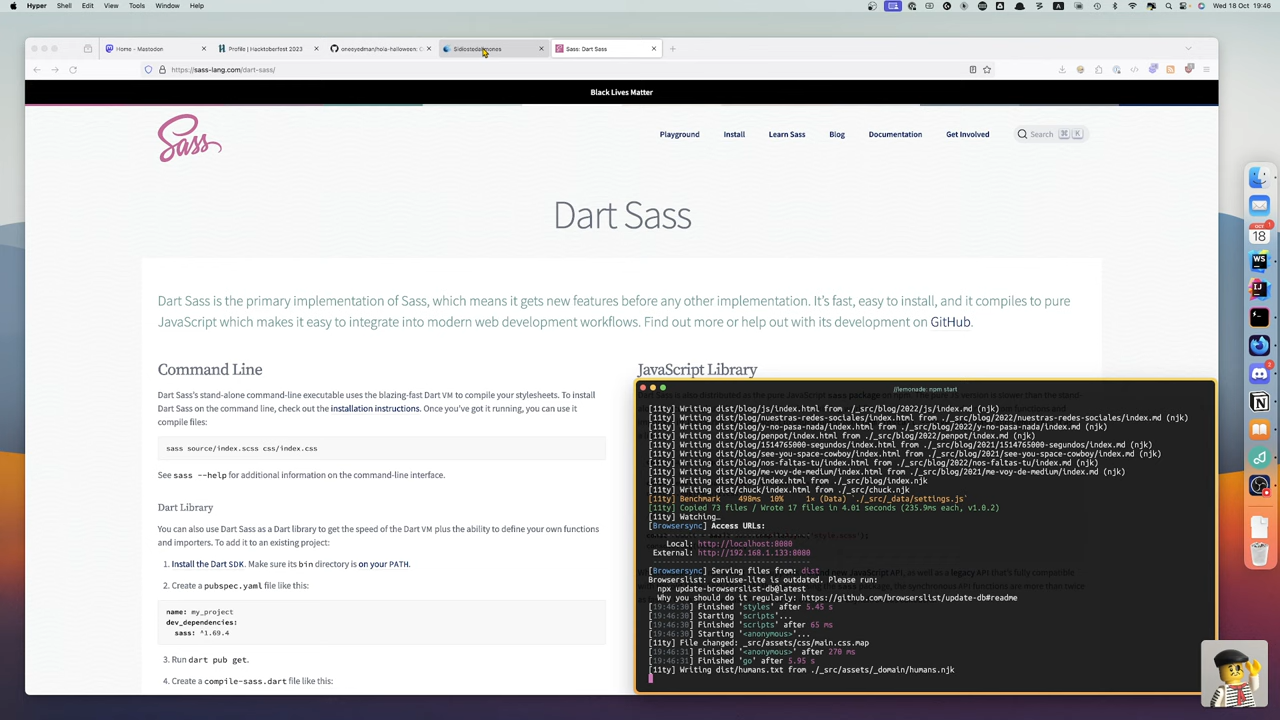 Hyper Shell Edit View Tools Window Help
Wed 18 Oct 19:46
Home - Mastodon
Profile | Hacktoberfest 2023
oneeyedman/hola-halloween: D
Sass: Dart Sass
https://sass-lang.com/dart-sass/
Black Lives Matter
Sass
Playground Install Learn Sass Blog Documentation Get Involved
Search ⌘ K
Dart Sass
Dart Sass is the primary implementation of Sass, which means it gets new features before any other implementation. It's fast, easy to install, and it compiles to pure
JavaScript which makes it easy to integrate into modern web development workflows. Find out more or help out with its development on GitHub.
Command Line
Dart Sass's stand-alone command-line executable uses the blazing-fast Dart VM to compile your stylesheets. To install
Dart Sass on the command line, check out the installation instructions. Once you've got it running, you can use it to
compile files:
sass source/index.scss css/index.css
See sass --help for additional information on the command-line interface.
Dart Library
You can also use Dart Sass as a Dart library to get the speed of the Dart VM plus the ability to define your own functions
and importers. To add it to an existing project:
1. Install the Dart SDK. Make sure its bin directory is on your PATH.
2. Create a pubspec.yaml file like this:
name: my_project
dev_dependencies:
sass: ^1.69.4
3. Run dart pub get.
4. Create a compile-sass.dart file like this:
JavaScript Library
//lemonade: npm start
[11ty] Writing dist/blog/js/index.html from ./_src/blog/2022/js/index.md (njk)
[11ty] Writing dist/blog/nuestras-redes-sociales/index.html from ./_src/blog/2022/nuestras-redes-sociales/index.md (njk)
[11ty] Writing dist/blog/y-no-pasa-nada/index.html from ./_src/blog/2022/y-no-pasa-nada/index.md (njk)
[11ty] Writing dist/blog/penpot/index.html from ./_src/blog/2022/penpot/index.md (njk)
[11ty] Writing dist/blog/1514765000-segundos/index.html from ./_src/blog/2021/1514765000-segundos/index.md (njk)
[11ty] Writing dist/blog/see-you-space-cowboy/index.html from ./_src/blog/2021/see-you-space-cowboy/index.md (njk)
[11ty] Writing dist/blog/nos-faltas-tu/index.html from ./_src/blog/2022/nos-faltas-tu/index.md (njk)
[11ty] Writing dist/blog/me-voy-de-medium/index.html from ./_src/blog/2021/me-voy-de-medium/index.md (njk)
[11ty] Writing dist/blog/index.html from ./_src/blog/index.njk
[11ty] Writing dist/chuck/index.html from ./_src/chuck.njk
[11ty] Benchmark 498ms 10% 1× (Data) `./_src/_data/settings.js`
[11ty] Copied 73 files / Wrote 17 files in 4.01 seconds (235.9ms each, v1.0.2)
[11ty] Watching…
[Browsersync] Access URLs:
Local: http://localhost:8080
External: http://192.168.1.133:8080
[Browsersync] Serving files from: dist
Browserslist: caniuse-lite is outdated. Please run:
npx update-browserslist-db@latest
Why you should do it regularly: https://github.com/browserslist/update-db#readme
[19:46:30] Finished 'styles' after 5.45 s
[19:46:30] Starting 'scripts'...
[19:46:30] Finished 'scripts' after 65 ms
[19:46:30] Starting '<anonymous>'...
[11ty] File changed: _src/assets/css/main.css.map
[19:46:31] Finished '<anonymous>' after 270 ms
[19:46:31] Finished 'go' after 5.95 s
[11ty] Writing dist/humans.txt from ./_src/assets/_domain/humans.njk
OCT
18
WS